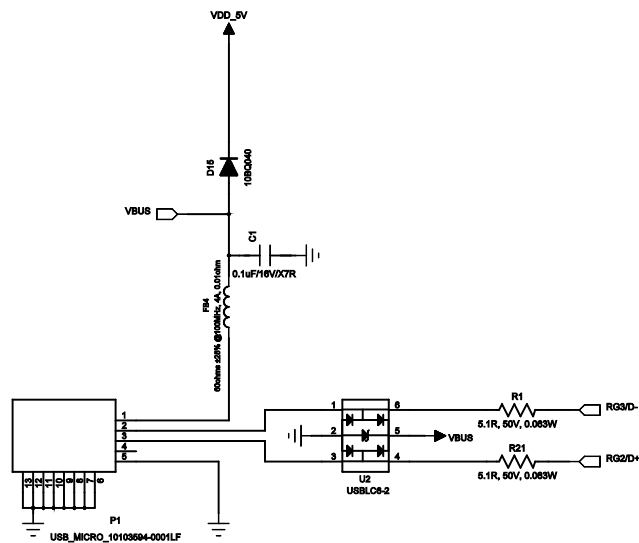 VDD_5V
D15
10BQ040
VBUS
C1
0.1uF/16V/X7R
FB4
60ohms ±25% @100MHz, 4A, 0.01ohm
1
2
3
4
5
13
12
11
10
9
8
7
6
P1
USB_MICRO_10103594-0001LF
1
2
3
6
5
4
VBUS
U2
USBLC6-2
R1
5.1R, 50V, 0.063W
RG3/D-
R21
5.1R, 50V, 0.063W
RG2/D+